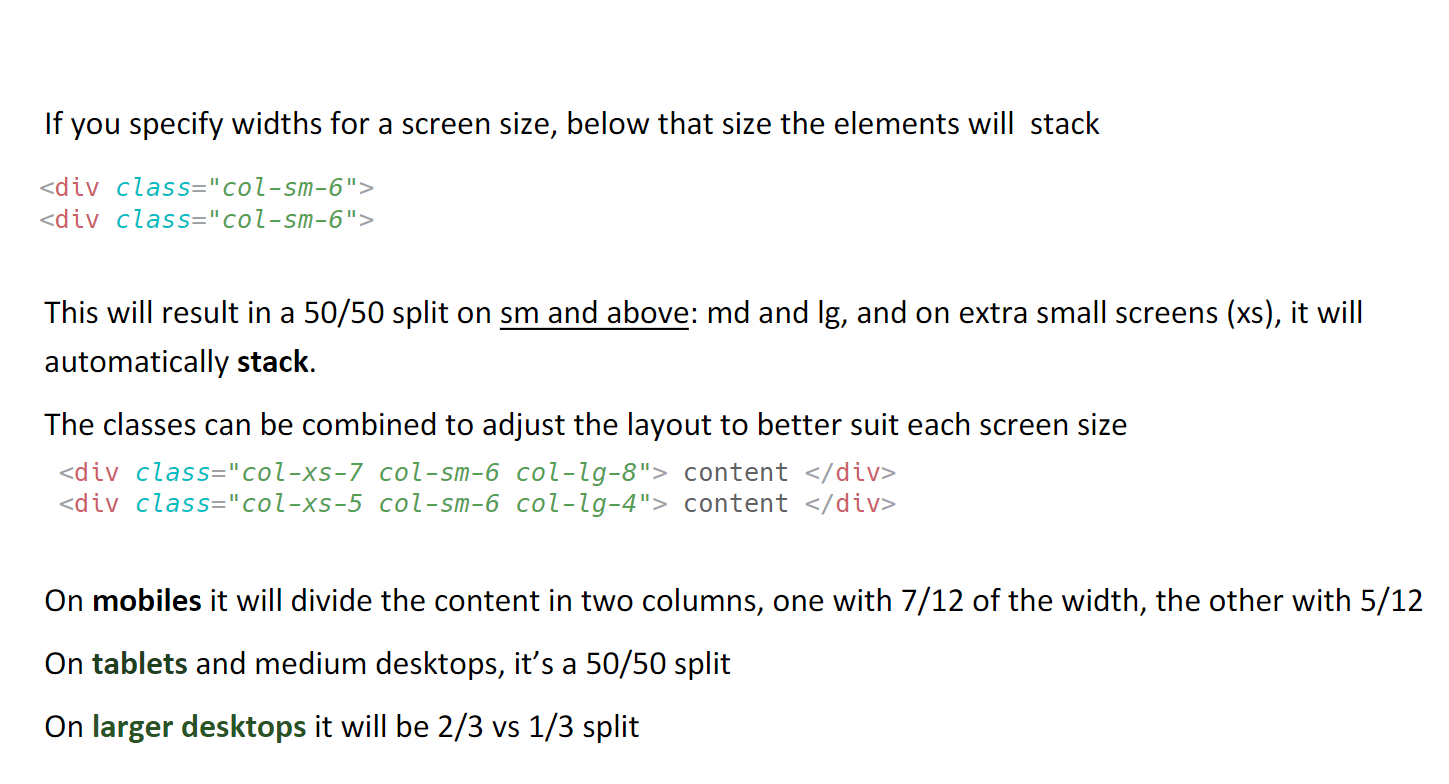 If you specify widths for a screen size, below that size the elements will  stack
<div class="col-sm-6">
<div class="col-sm-6">
This will result in a 50/50 split on sm and above: md and lg, and on extra small screens (xs), it will
automatically stack.
The classes can be combined to adjust the layout to better suit each screen size
<div class="col-xs-7 col-sm-6 col-lg-8"> content </div>
<div class="col-xs-5 col-sm-6 col-lg-4"> content </div>
On mobiles it will divide the content in two columns, one with 7/12 of the width, the other with 5/12
On tablets and medium desktops, it’s a 50/50 split
On larger desktops it will be 2/3 vs 1/3 split